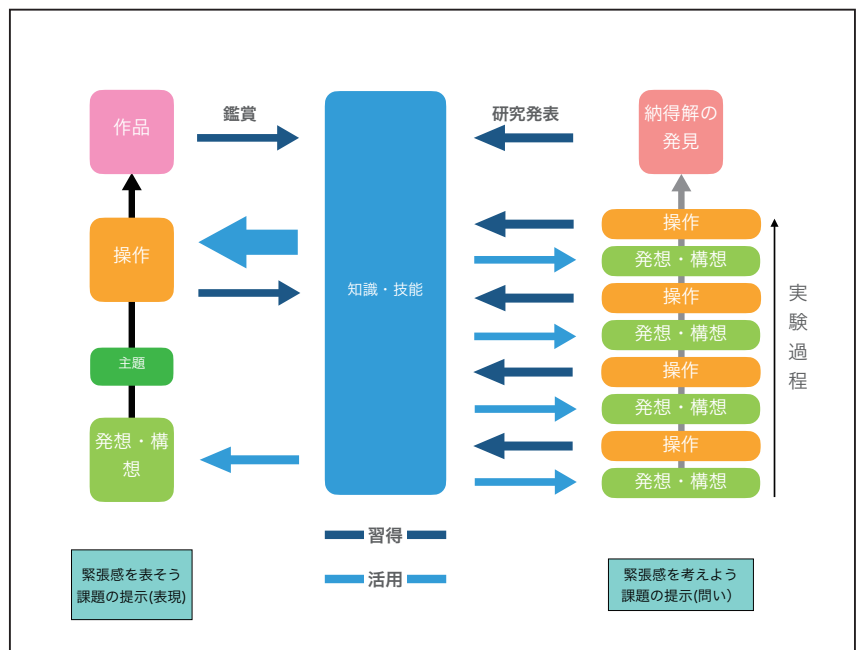 作品
操作
主題
発想・構
想
緊張感を表そう
課題の提示(表現)
鑑賞
知識・技能
習得
活用
研究発表
納得解の
発見
操作
発想・構想
操作
発想・構想
操作
発想・構想
操作
発想・構想
実験過程
緊張感を考えよう
課題の提示(問い）